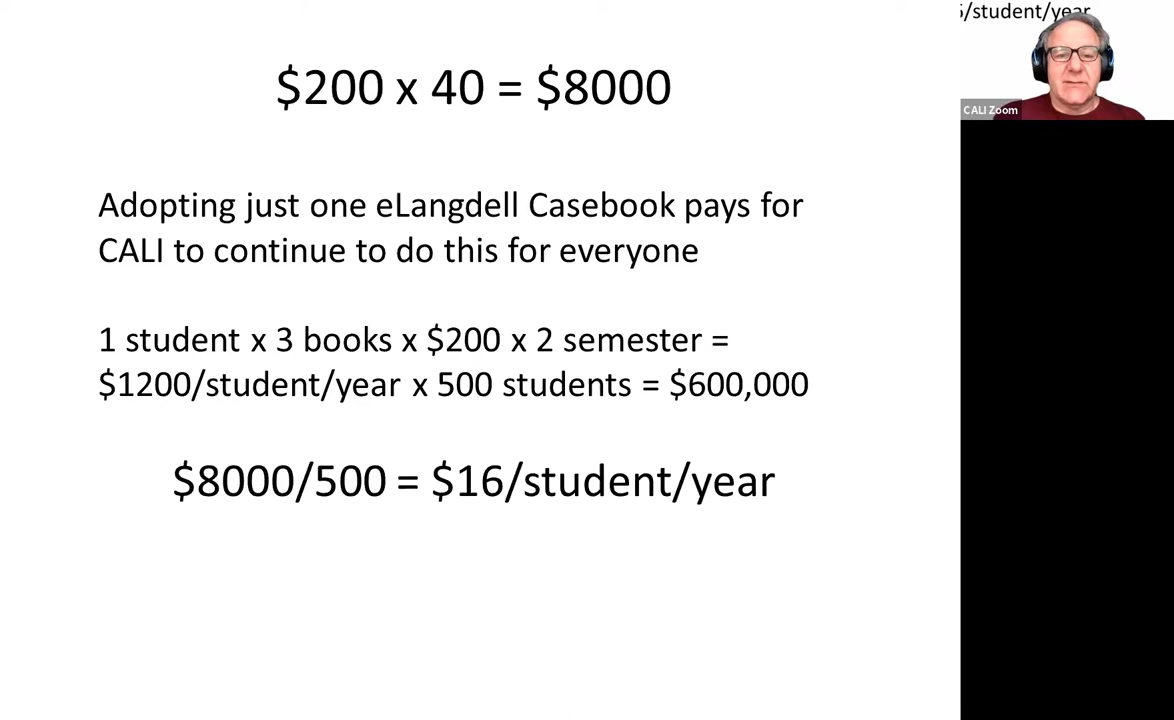 $200 x 40 = $8000
Adopting just one eLangdell Casebook pays for
CALI to continue to do this for everyone
1 student x 3 books x $200 x 2 semester =
$1200/student/year x 500 students = $600,000
$8000/500 = $16/student/year
/student/year
CALI Zoom